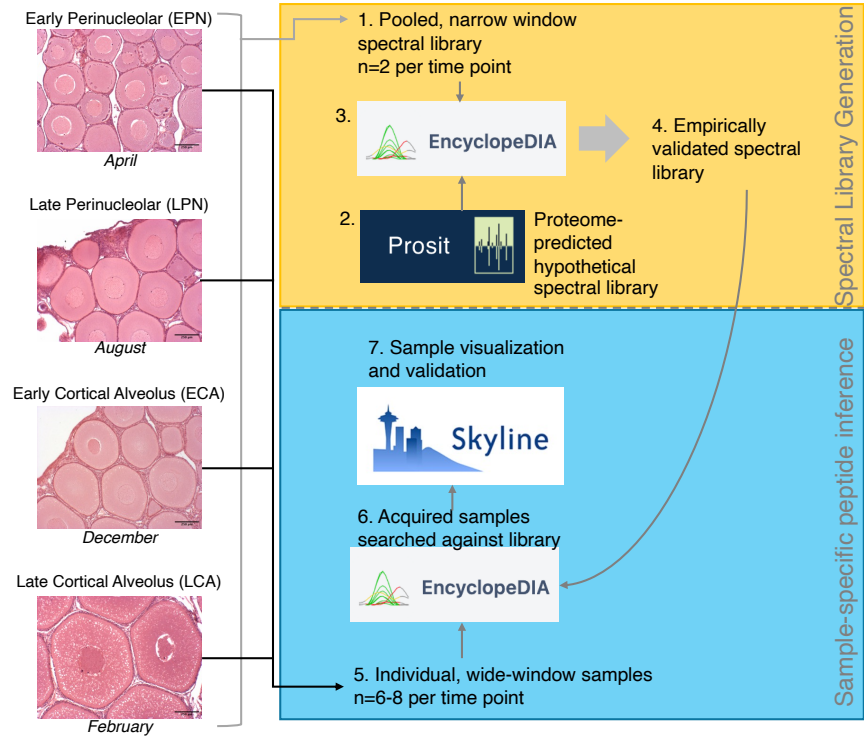 Early Perinucleolar (EPN)
April
Late Perinucleolar (LPN)
August
Early Cortical Alveolus (ECA)
December
Late Cortical Alveolus (LCA)
February
1. Pooled, narrow window
spectral library
n=2 per time point
3.
EncyclopeDIA
4. Empirically
validated spectral
library
2.
Prosit
Proteome-
predicted
hypothetical
spectral library
Spectral Library Generation
7. Sample visualization
and validation
Skyline
6. Acquired samples
searched against library
EncyclopeDIA
5. Individual, wide-window samples
n=6-8 per time point
Sample-specific peptide inference